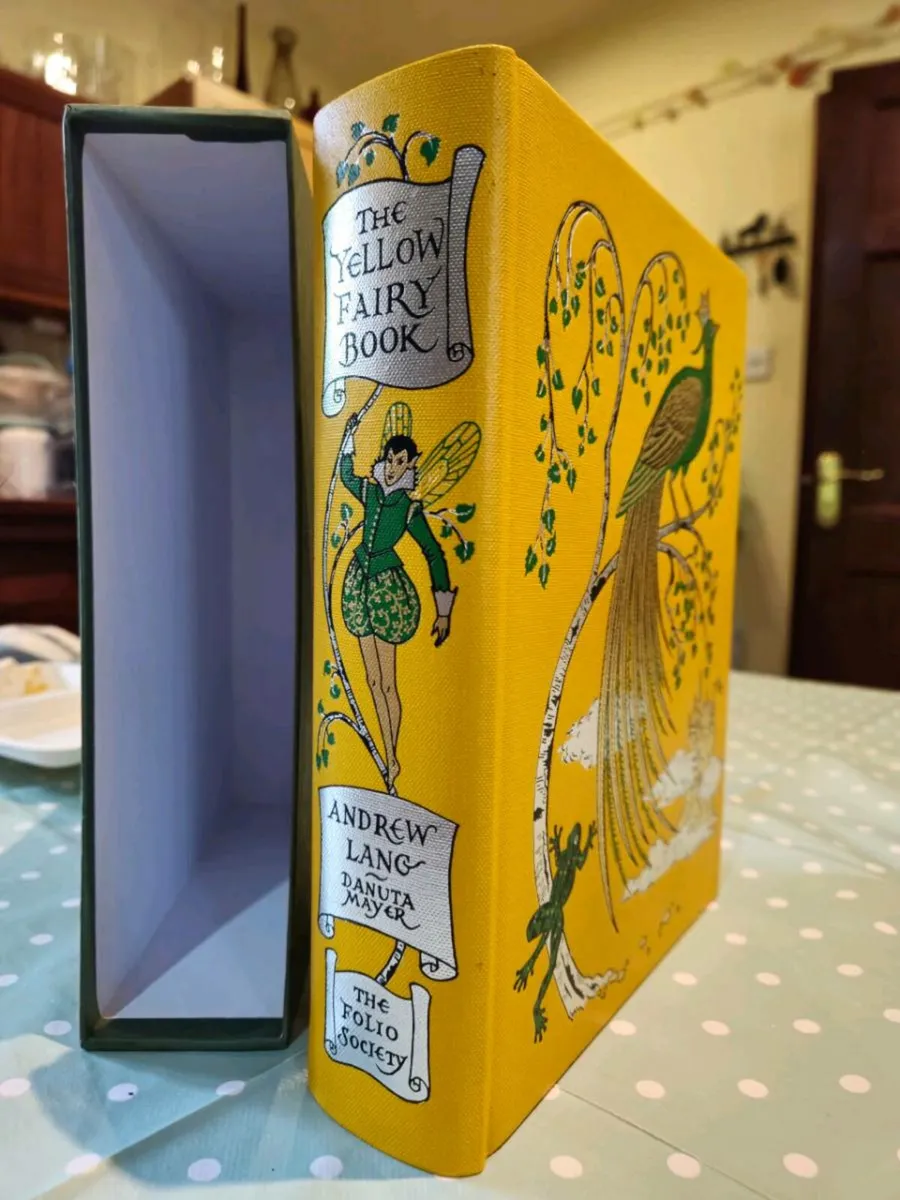 THE
YELLOW
FAIRY
BOOK
ANDREW
LANG
DANUTA
MAYER
THE
FOLIO
SOCIETY